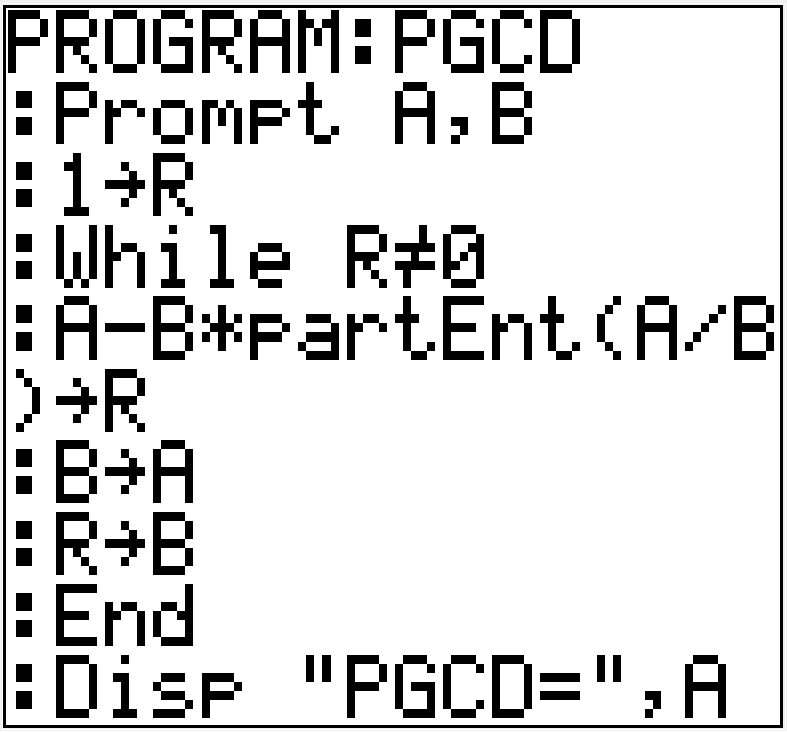 PROGRAM:PGCD
:Prompt A,B
:1→R
:While R≠0
:A-B*partEnt(A/B
)→R
:B→A
:R→B
:End
:Disp "PGCD=",A